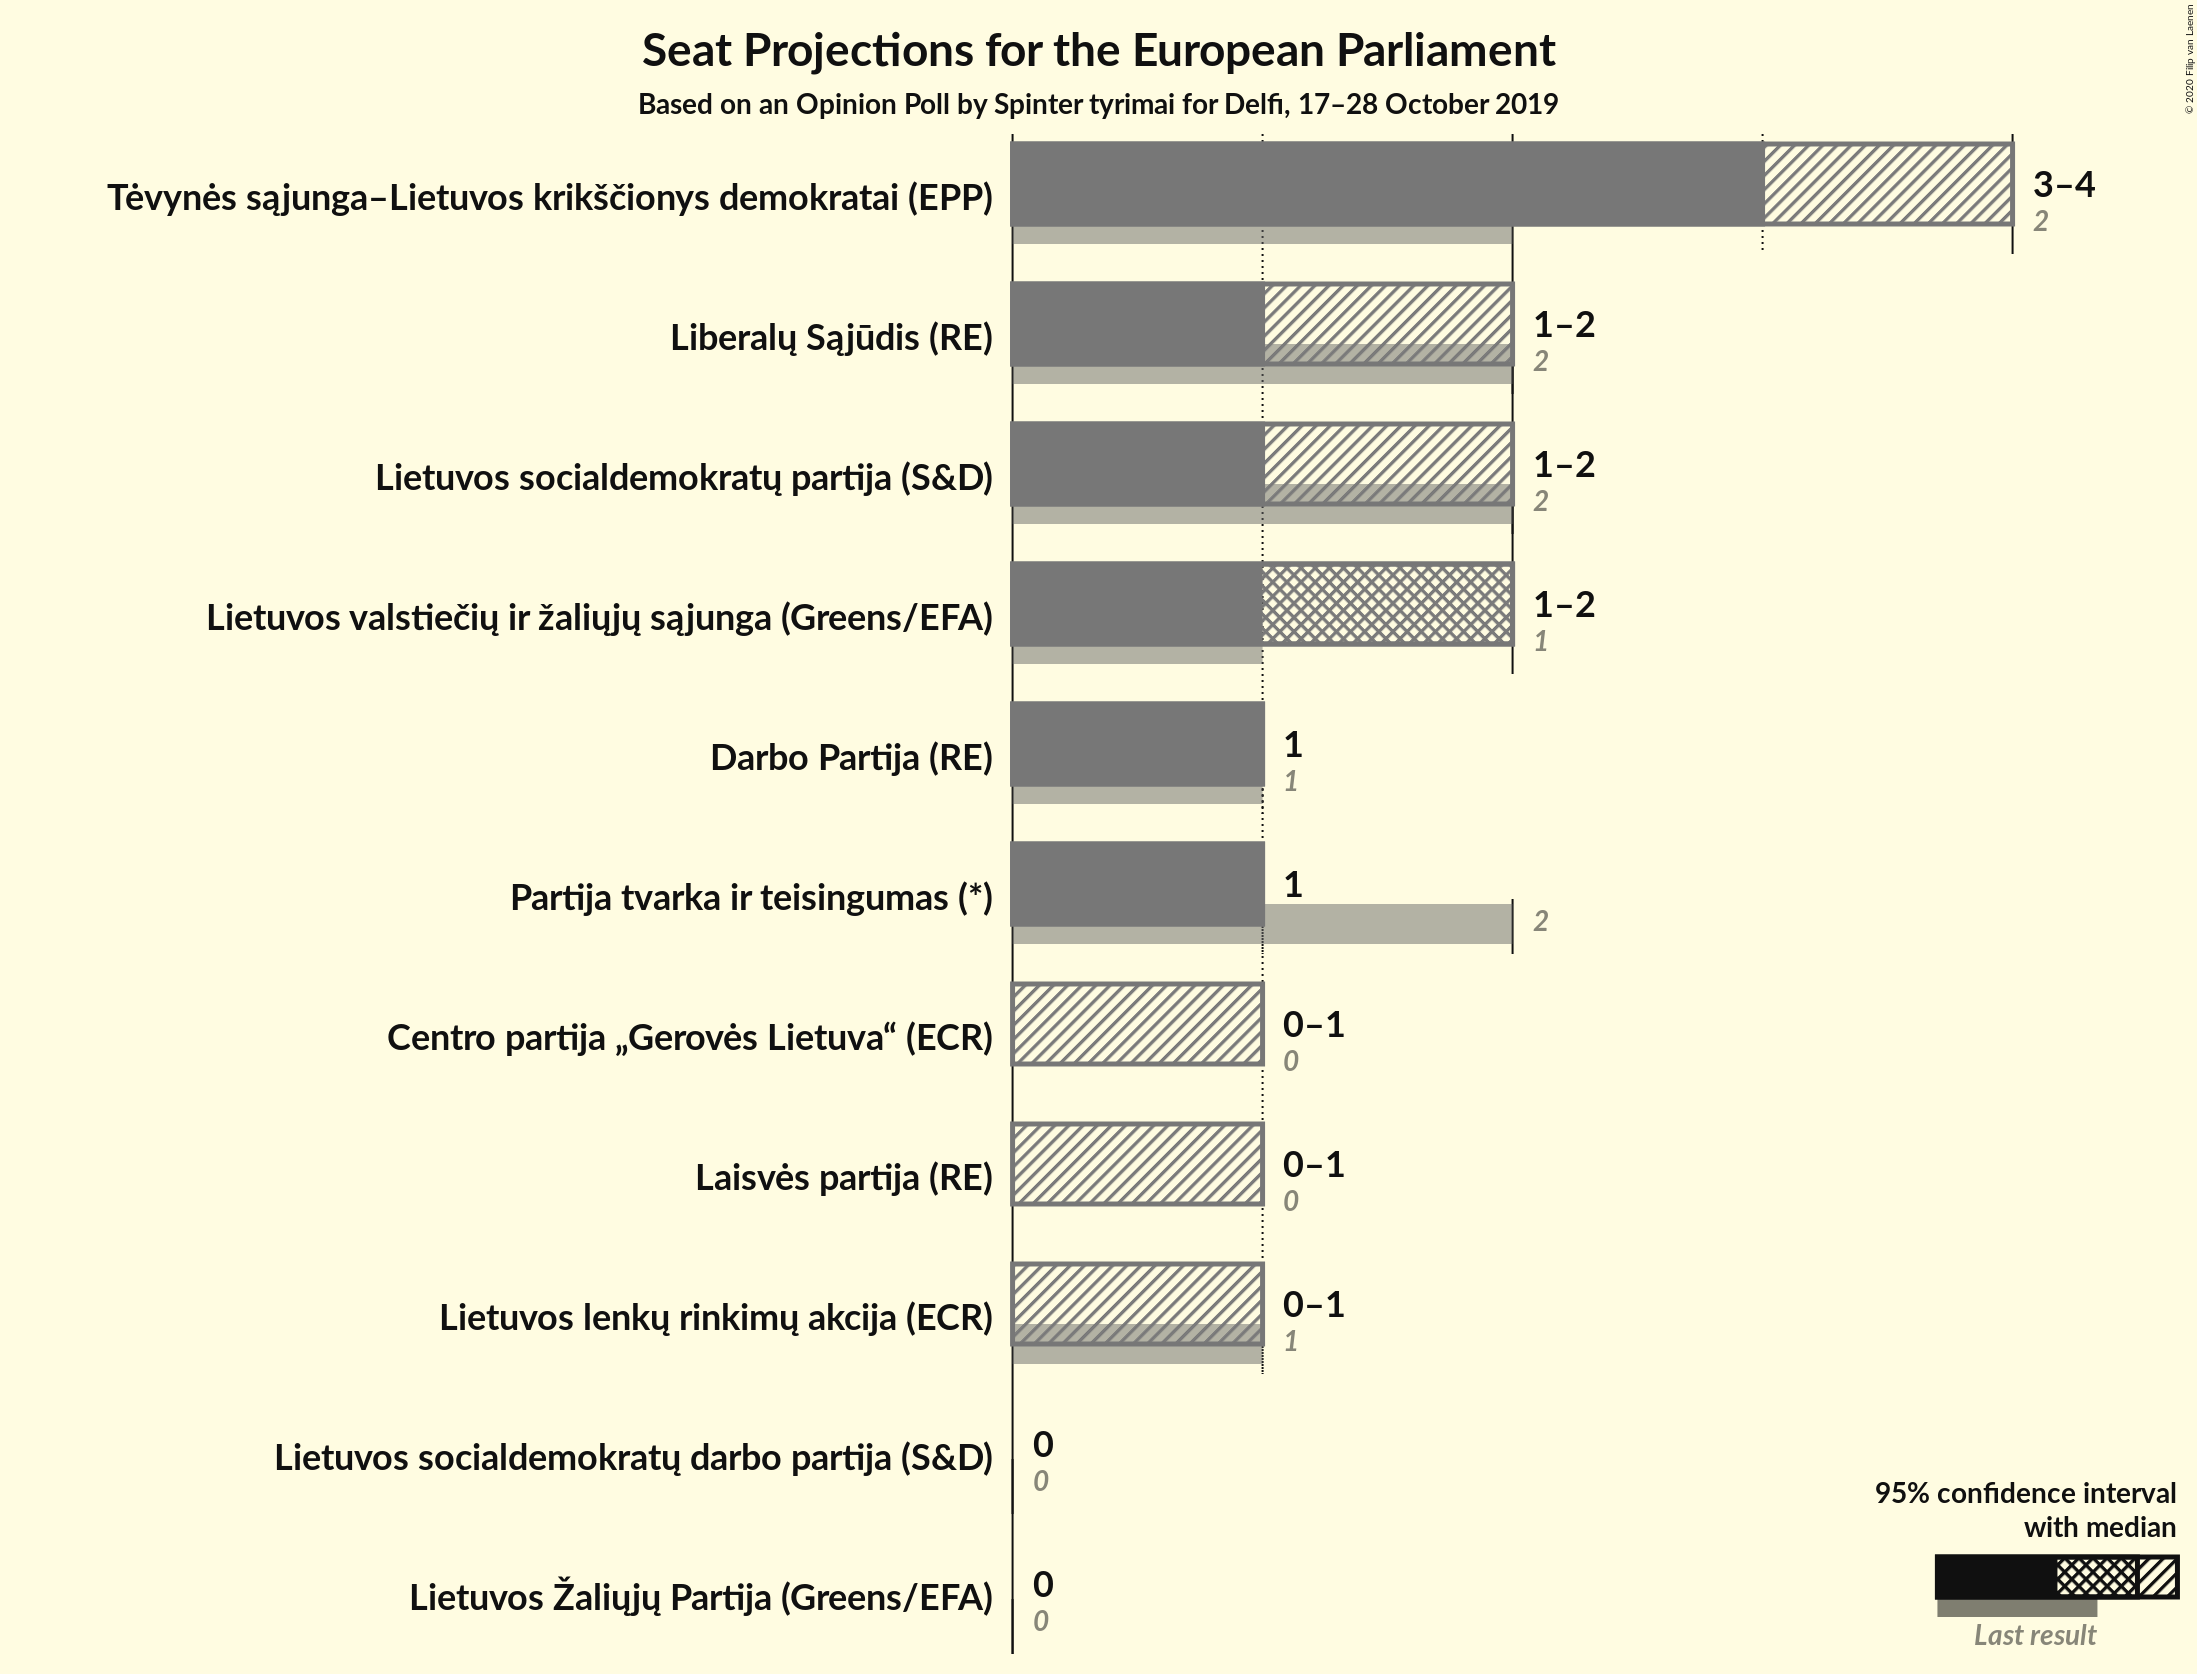 Seat Projections for the European Parliament
Based on an Opinion Poll by Spinter tyrimai for Delfi, 17–28 October 2019
© 2020 Filip van Laenen
Tėvynės sąjunga–Lietuvos krikščionys demokratai (EPP)
3–4
2
Liberalų Sąjūdis (RE)
1–2
2
Lietuvos socialdemokratų partija (S&D)
1–2
2
Lietuvos valstiečių ir žaliųjų sąjunga (Greens/EFA)
1–2
1
Darbo Partija (RE)
1
1
Partija tvarka ir teisingumas (*)
1
2
Centro partija „Gerovės Lietuva“ (ECR)
0–1
0
Laisvės partija (RE)
0–1
0
Lietuvos lenkų rinkimų akcija (ECR)
0–1
1
Lietuvos socialdemokratų darbo partija (S&D)
0
0
Lietuvos Žaliųjų Partija (Greens/EFA)
0
0
95% confidence interval
with median
Last result